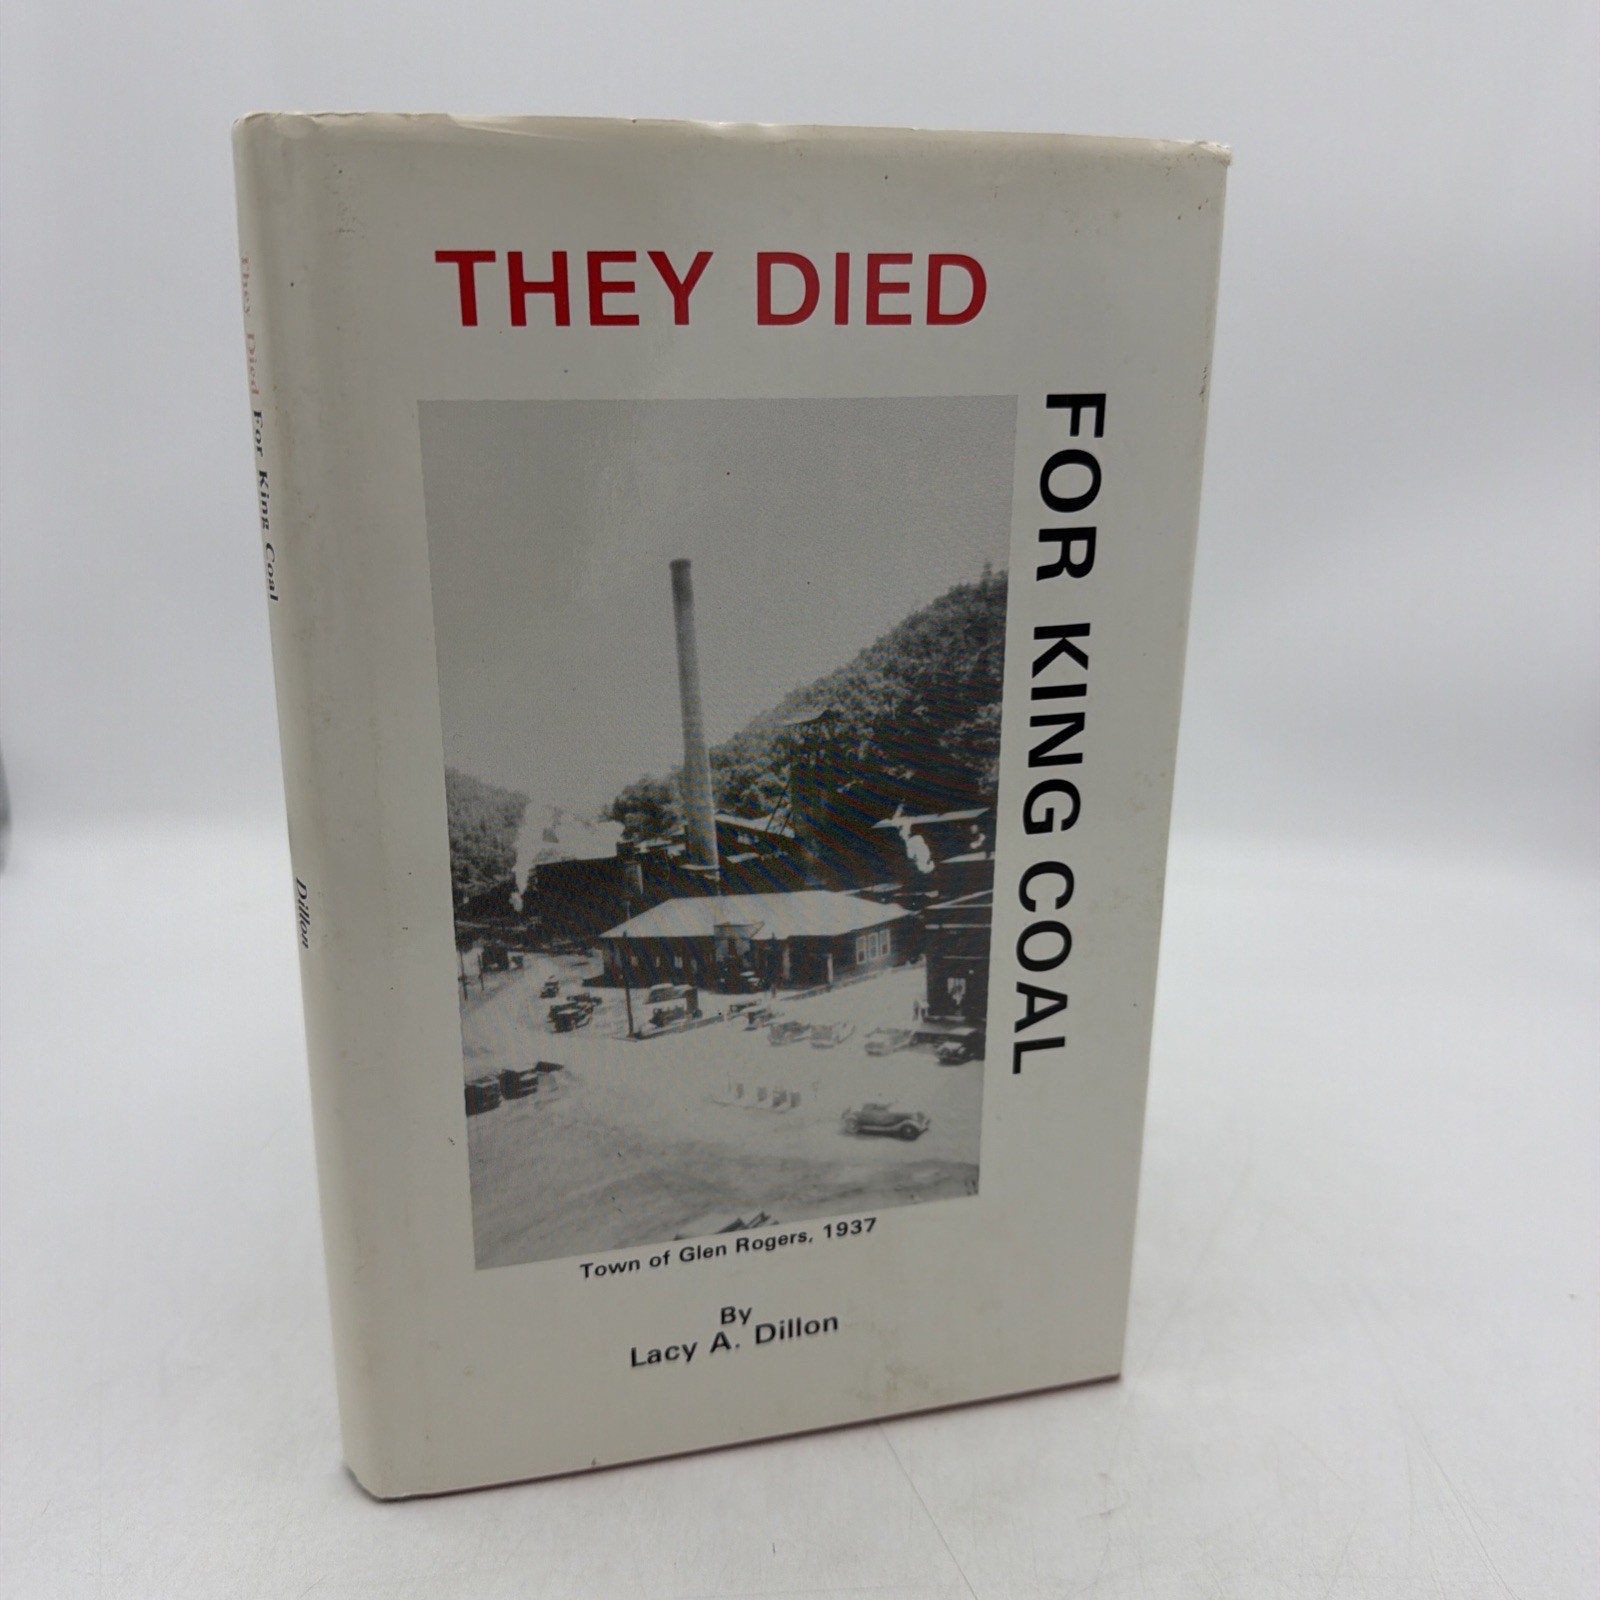 THEY DIED
FOR KING COAL
Town of Glen Rogers, 1937
By
Lacy A. Dillon
They Died For King Coal
Dillon